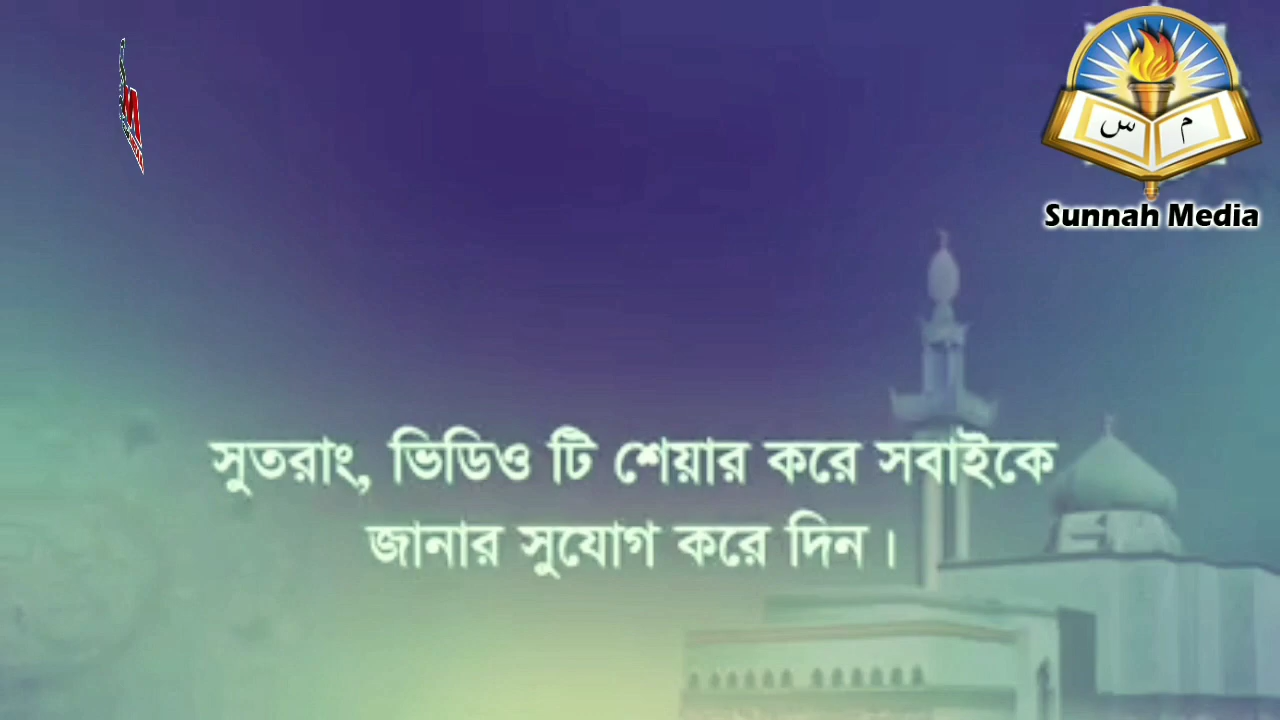 س م
Sunnah Media
সুতরাং, ভিডিও টি শেয়ার করে সবাইকে
জানার সুযোগ করে দিন।